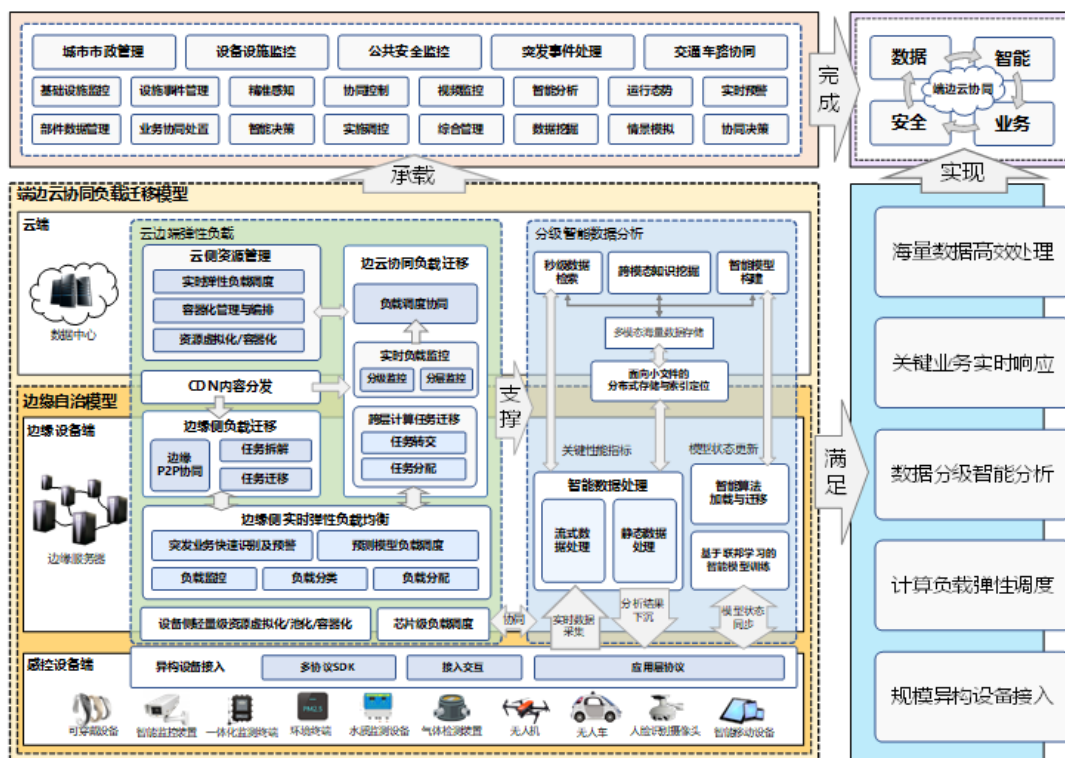 城市市政管理
设备设施监控
公共安全监控
突发事件处理
交通车路协同
基础设施监控
设施事件管理
精准感知
协同控制
视频监控
智能分析
运行态势
实时预警
部件数据管理
业务协同处置
智能决策
实施调控
综合管理
数据挖掘
情景模拟
协同决策
完成
数据
智能
端边云协同
安全
业务
承载
实现
端边云协同负载迁移模型
云端
数据中心
云边端弹性负载
云侧资源管理
实时弹性负载调度
容器化管理与编排
资源虚拟化/容器化
边云协同负载迁移
负载调度协同
实时负载监控
分级监控
分层监控
CDN内容分发
跨层计算任务迁移
任务转交
任务分配
边缘侧负载迁移
边缘
P2P协同
任务拆解
任务迁移
边缘侧实时弹性负载均衡
突发业务快速识别及预警
预测模型负载调度
负载监控
负载分类
负载分配
设备侧轻量级资源虚拟化/池化/容器化
芯片级负载调度
支撑
协同
分级智能数据分析
秒级数据
检索
跨模态知识挖掘
智能模型
构建
多模态海量数据存储
面向小文件的
分布式存储与索引定位
关键性能指标
模型状态更新
智能数据处理
流式数
据处理
静态数据
处理
智能算法
加载与迁移
基于联邦学习的
智能模型训练
实时数据
采集
分析结果
下沉
模型状态
同步
边缘自治模型
边缘设备端
边缘服务器
感控设备端
异构设备接入
多协议SDK
接入交互
应用层协议
PM2.5
可穿戴设备
智能监控装置
一体化监测终端
环境终端
水质监测设备
气体检测装置
无人机
无人车
人脸识别摄像头
智能移动设备
满足
海量数据高效处理
关键业务实时响应
数据分级智能分析
计算负载弹性调度
规模异构设备接入